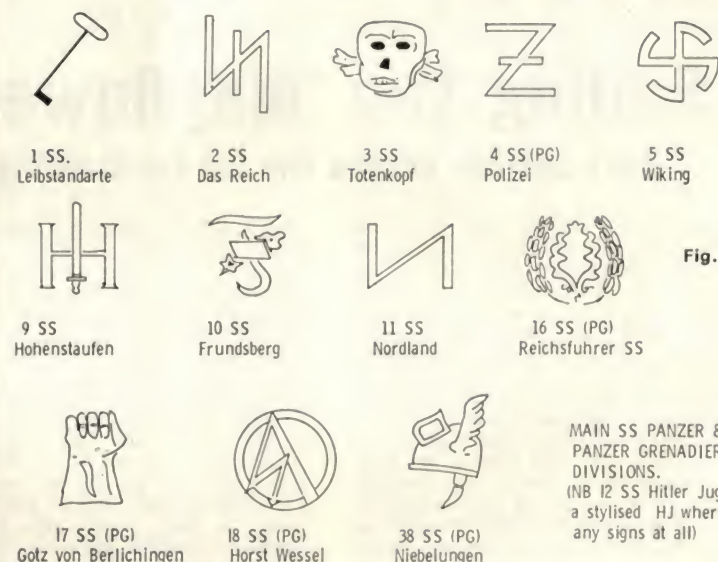 1 SS.
Leibstandarte
2 SS
Das Reich
3 SS
Totenkopf
4 SS (PG)
Polizei
5 SS
Wiking
9 SS
Hohenstaufen
10 SS
Frundsberg
11 SS
Nordland
16 SS (PG)
Reichsfuhrer SS
Fig.
17 SS (PG)
Gotz von Berlichingen
18 SS (PG)
Horst Wessel
38 SS (PG)
Niebelungen
MAIN SS PANZER &
PANZER GRENADIER
DIVISIONS.
(NB 12 SS Hitler Jug
a stylised HJ wher
any signs at all)